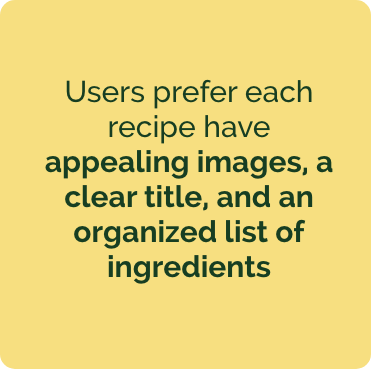 Users prefer each
recipe have
appealing images, a
clear title, and an
organized list of
ingredients